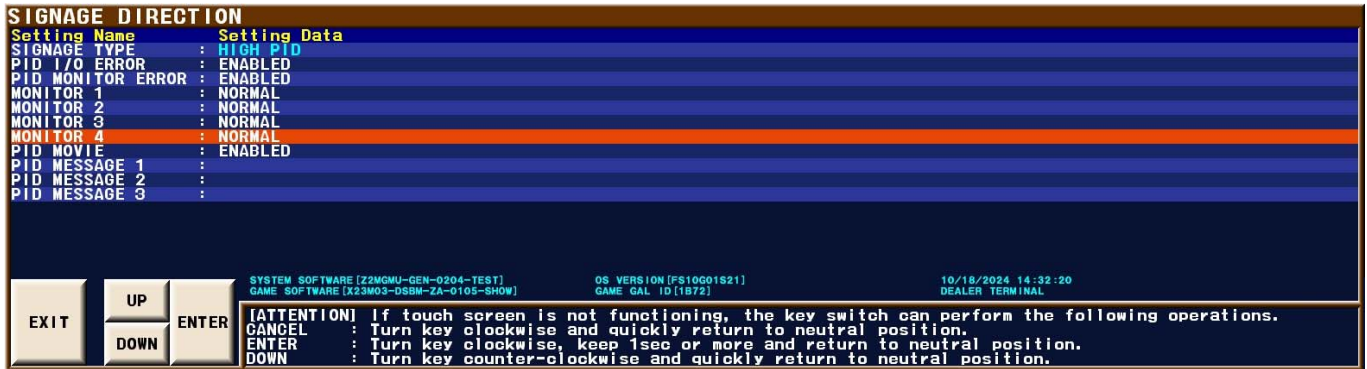 SIGNAGE DIRECTION
Setting Name Setting Data
SIGNAGE TYPE : HIGH PID
PID I/O ERROR : ENABLED
PID MONITOR ERROR : ENABLED
MONITOR 1 : NORMAL
MONITOR 2 : NORMAL
MONITOR 3 : NORMAL
MONITOR 4 : NORMAL
PID MOVIE : ENABLED
PID MESSAGE 1 :
PID MESSAGE 2 :
PID MESSAGE 3 :
SYSTEM SOFTWARE[Z2MGMU-GEN-0204-TEST] OS VERSION[FS10G01S21] 10/18/2024 14:32:20
GAME SOFTWARE[X23M03-DSBM-ZA-0105-SHOW] GAME GAL ID[1B72] DEALER TERMINAL
EXIT
UP
DOWN
ENTER
[ATTENTION] If touch screen is not functioning, the key switch can perform the following operations.
CANCEL : Turn key clockwise and quickly return to neutral position.
ENTER : Turn key clockwise, keep 1sec or more and return to neutral position.
DOWN : Turn key counter-clockwise and quickly return to neutral position.